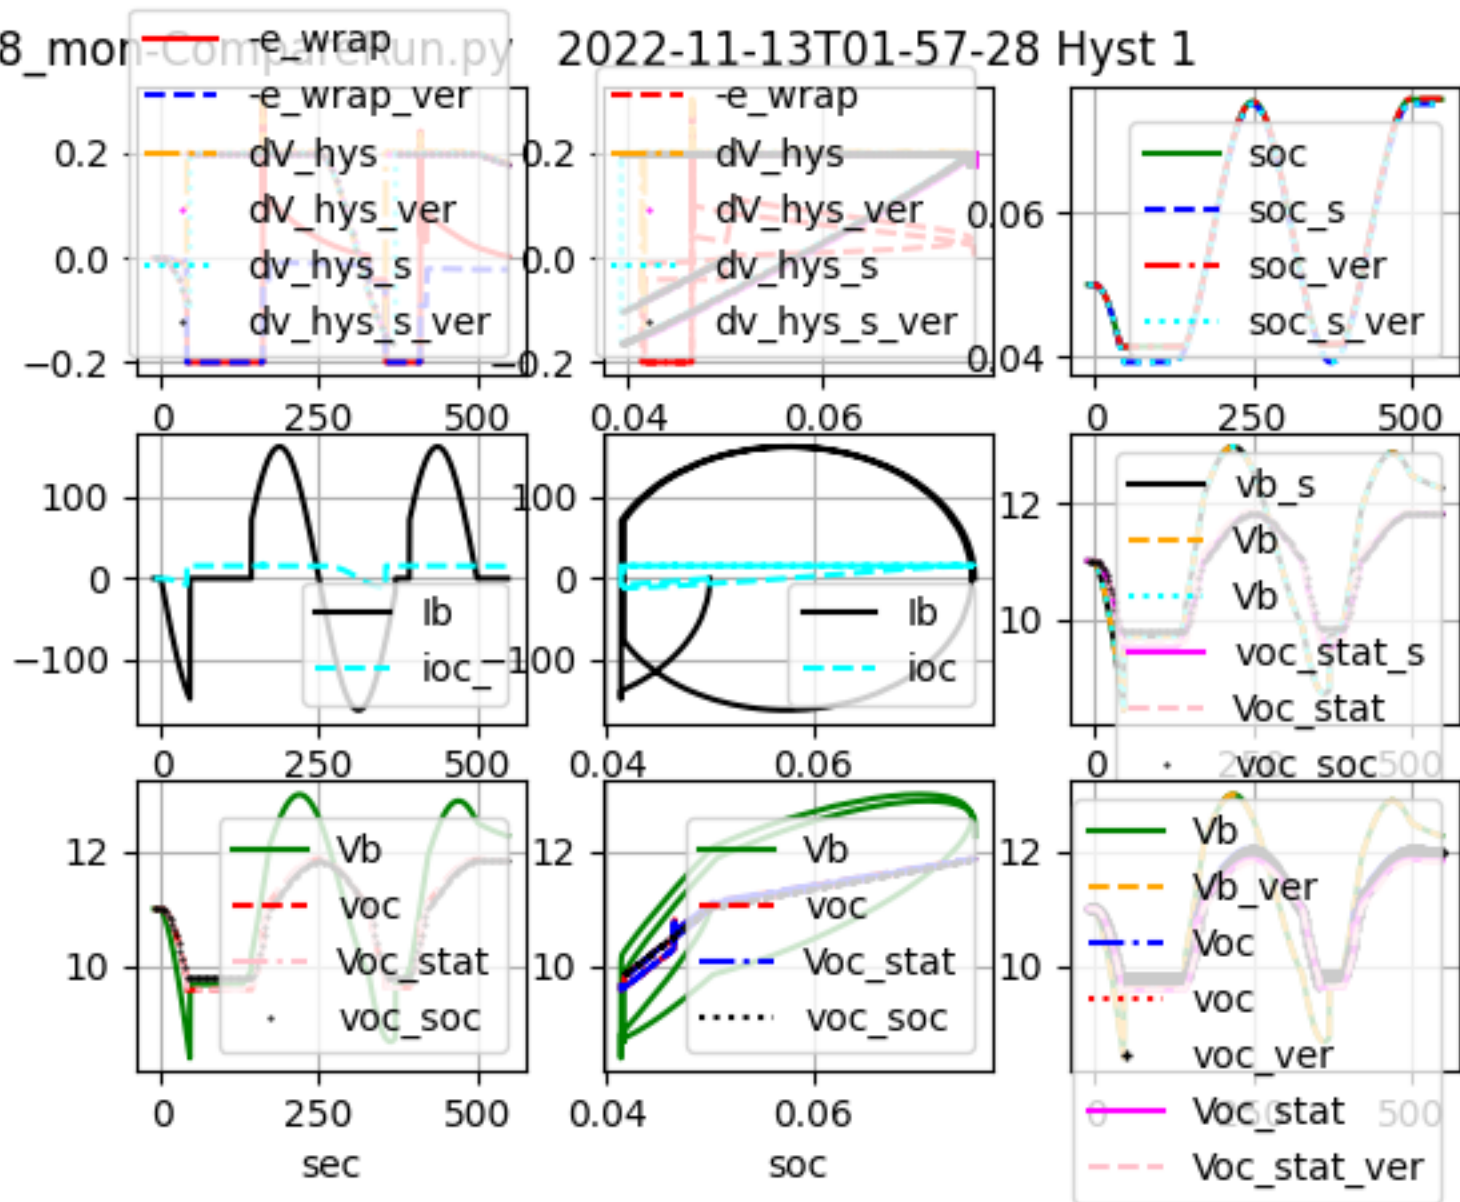 8_mon-CompareRun.py 2022-11-13T01-57-28 Hyst 1
-e_wrap
-e_wrap_ver
dV_hys
dV_hys_ver
dv_hys_s
dv_hys_s_ver
0.2
0.0
−0.2
0 250 500
-e_wrap
dV_hys
dV_hys_ver
dv_hys_s
dv_hys_s_ver
0.2
0.0
−0.2
0.04 0.06
soc
soc_s
soc_ver
soc_s_ver
0.06
0.04
0 250 500
100
0
−100
Ib
ioc_
0 250 500
100
0
−100
Ib
ioc
0.04 0.06
12
10
vb_s
Vb
Vb
voc_stat_s
Voc_stat
voc_soc
0 250 500
12
10
Vb
voc
Voc_stat
voc_soc
0 250 500
sec
12
10
Vb
voc
Voc_stat
voc_soc
0.04 0.06
soc
12
10
Vb
Vb_ver
Voc
voc
voc_ver
Voc_stat
Voc_stat_ver
0 250 500